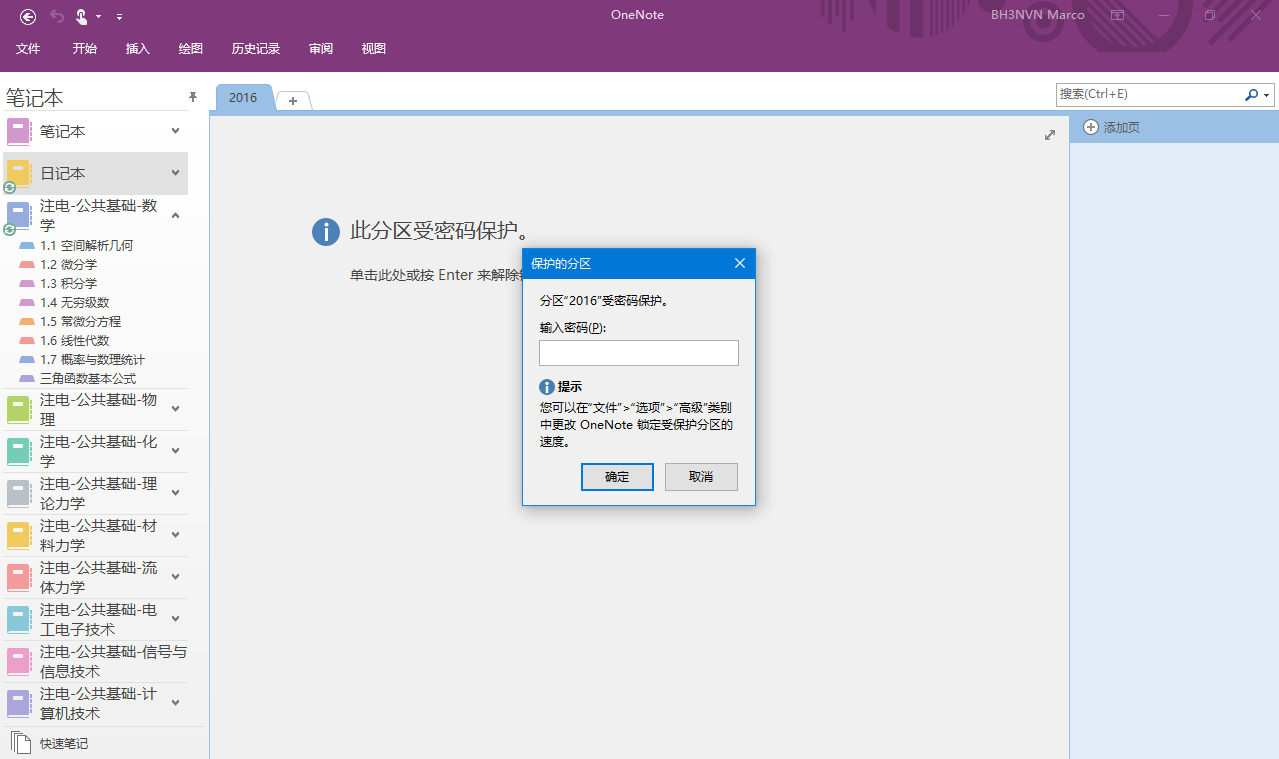 OneNote
BH3NVN Marco
文件 开始 插入 绘图 历史记录 审阅 视图
笔记本
笔记本
日记本
注电-公共基础-数
学
1.1 空间解析几何
1.2 微分学
1.3 积分学
1.4 无穷级数
1.5 常微分方程
1.6 线性代数
1.7 概率与数理统计
三角函数基本公式
注电-公共基础-物
理
注电-公共基础-化
学
注电-公共基础-理
论力学
注电-公共基础-材
料力学
注电-公共基础-流
体力学
注电-公共基础-电
工电子技术
注电-公共基础-信号与
信息技术
注电-公共基础-计
算机技术
快速笔记
2016
搜索(Ctrl+E)
添加页
此分区受密码保护。
单击此处或按 Enter 来解除
保护的分区
分区“2016”受密码保护。
输入密码(P):
提示
您可以在“文件”>“选项”>“高级”类别
中更改 OneNote 锁定受保护分区的
速度。
确定 取消